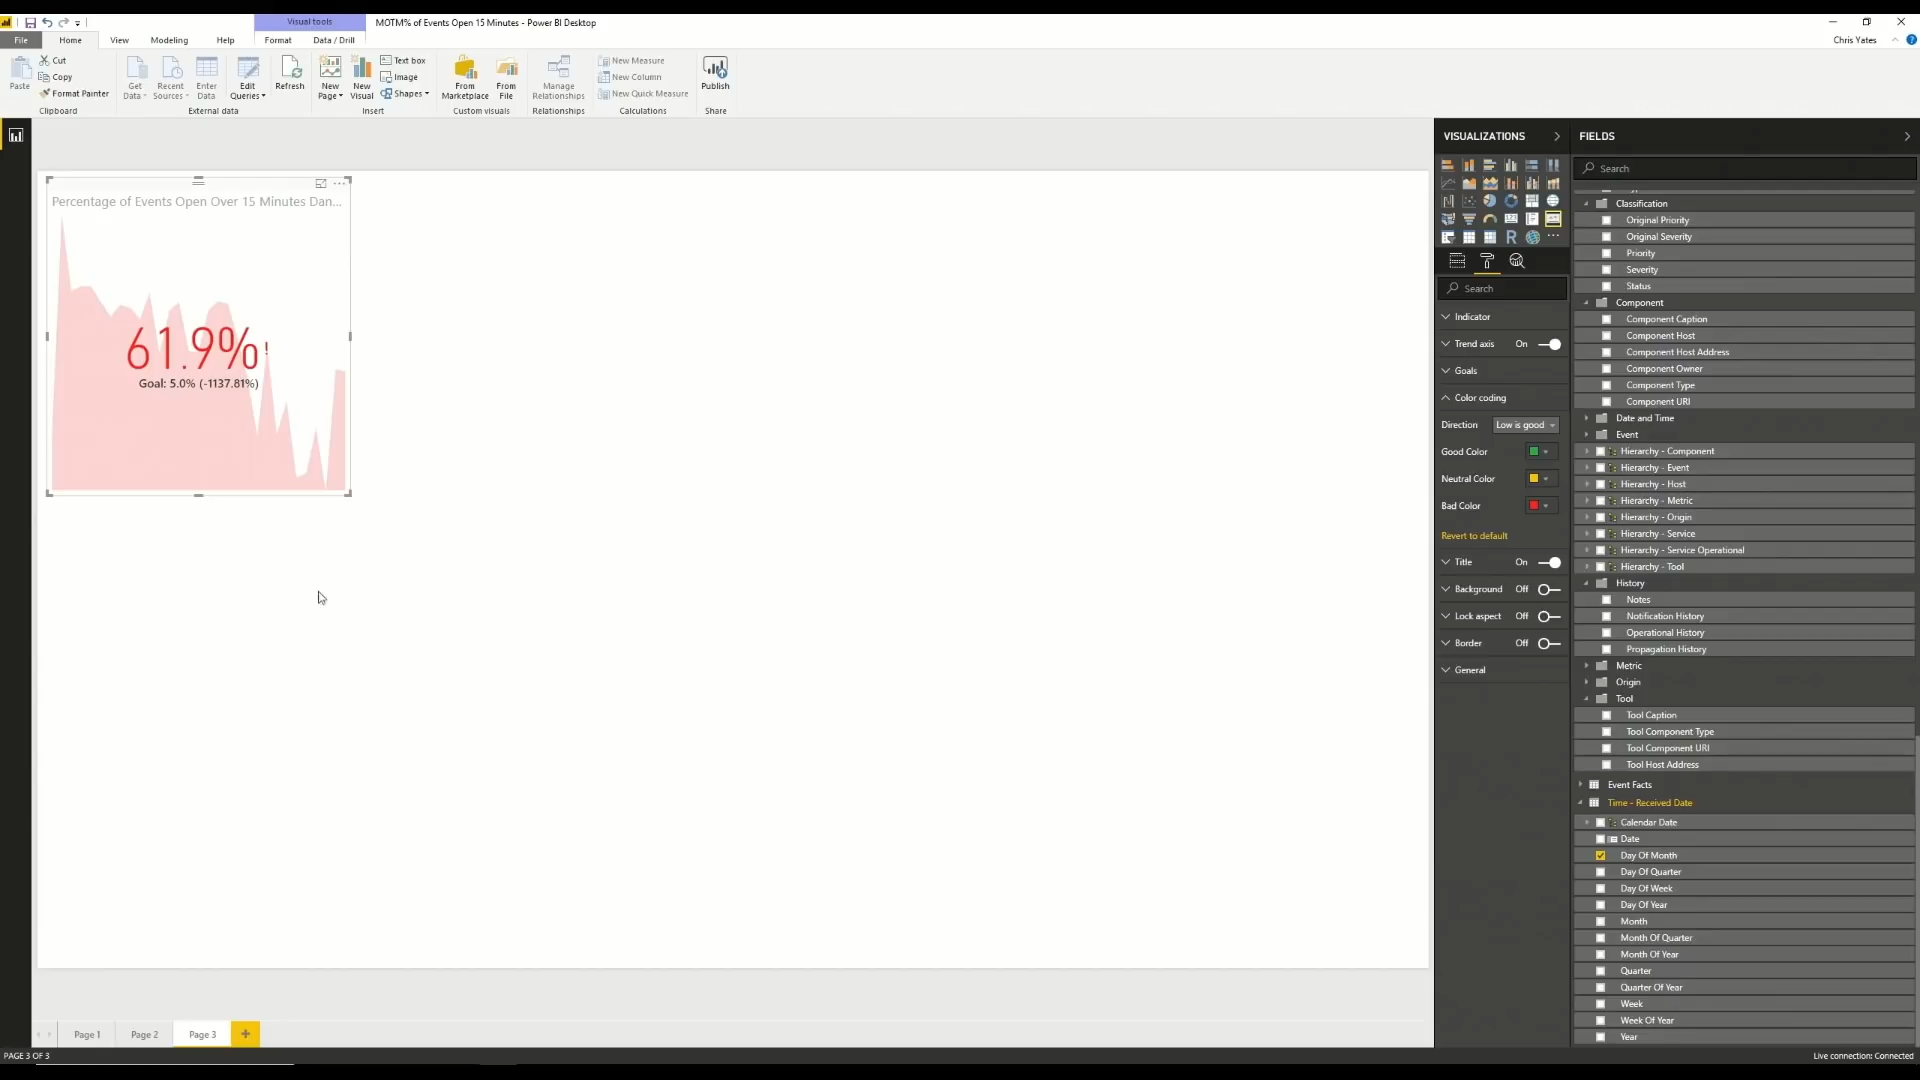 Visual tools
MOTM% of Events Open 15 Minutes - Power BI Desktop
File
Home
View
Modeling
Help
Format
Data / Drill
Chris Yates
Paste
Cut
Copy
Format Painter
Clipboard
Get Data
Recent Sources
Enter Data
Edit Queries
External data
Refresh
New Page
New Visual
Text box
Image
Shapes
Insert
From Marketplace
From File
Custom visuals
Manage Relationships
Relationships
New Measure
New Column
New Quick Measure
Calculations
Publish
Share
Percentage of Events Open Over 15 Minutes Dan...
61.9%!
Goal: 5.0% (-1137.81%)
VISUALIZATIONS
R
Search
Indicator
Trend axis On
Goals
Color coding
Direction Low is good
Good Color
Neutral Color
Bad Color
Revert to default
Title On
Background Off
Lock aspect Off
Border Off
General
FIELDS
Search
Classification
Original Priority
Original Severity
Priority
Severity
Status
Component
Component Caption
Component Host
Component Host Address
Component Owner
Component Type
Component URI
Date and Time
Event
Hierarchy - Component
Hierarchy - Event
Hierarchy - Host
Hierarchy - Metric
Hierarchy - Origin
Hierarchy - Service
Hierarchy - Service Operational
Hierarchy - Tool
History
Notes
Notification History
Operational History
Propagation History
Metric
Origin
Tool
Tool Caption
Tool Component Type
Tool Component URI
Tool Host Address
Event Facts
Time - Received Date
Calendar Date
Date
Day Of Month
Day Of Quarter
Day Of Week
Day Of Year
Month
Month Of Quarter
Month Of Year
Quarter
Quarter Of Year
Week
Week Of Year
Year
Page 1
Page 2
Page 3
PAGE 3 OF 3
Live connection: Connected